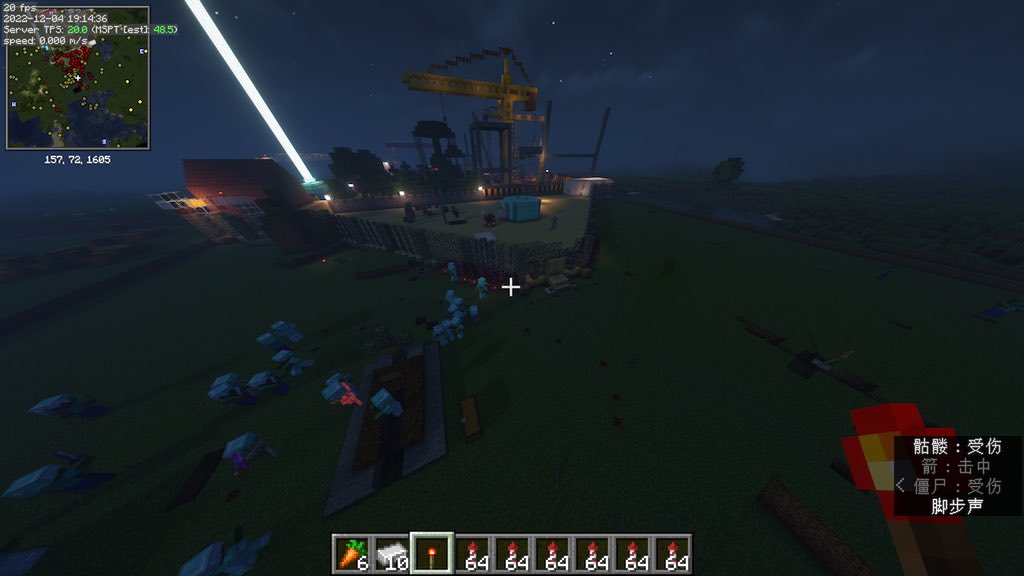 20 fps
2022-12-04 19:14:36
Server TPS: 20.0 (MSPT [est]: 48.5)
speed: 0.000 m/s
157, 72, 1605
骷髅：受伤
箭：击中
< 僵尸：受伤
脚步声
6 10 64 64 64 64 64 64